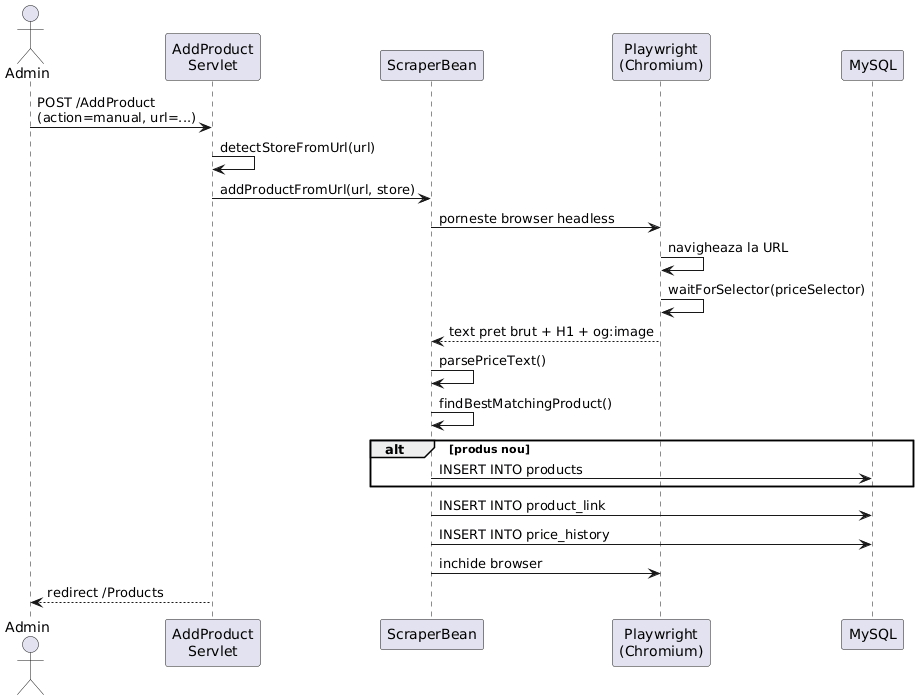 Admin
AddProduct
Servlet
ScraperBean
Playwright
(Chromium)
MySQL
POST /AddProduct
(action=manual, url=...)
detectStoreFromUrl(url)
addProductFromUrl(url, store)
porneste browser headless
navigheaza la URL
waitForSelector(priceSelector)
text pret brut + H1 + og:image
parsePriceText()
findBestMatchingProduct()
alt [produs nou]
INSERT INTO products
INSERT INTO product_link
INSERT INTO price_history
inchide browser
redirect /Products
Admin
AddProduct
Servlet
ScraperBean
Playwright
(Chromium)
MySQL